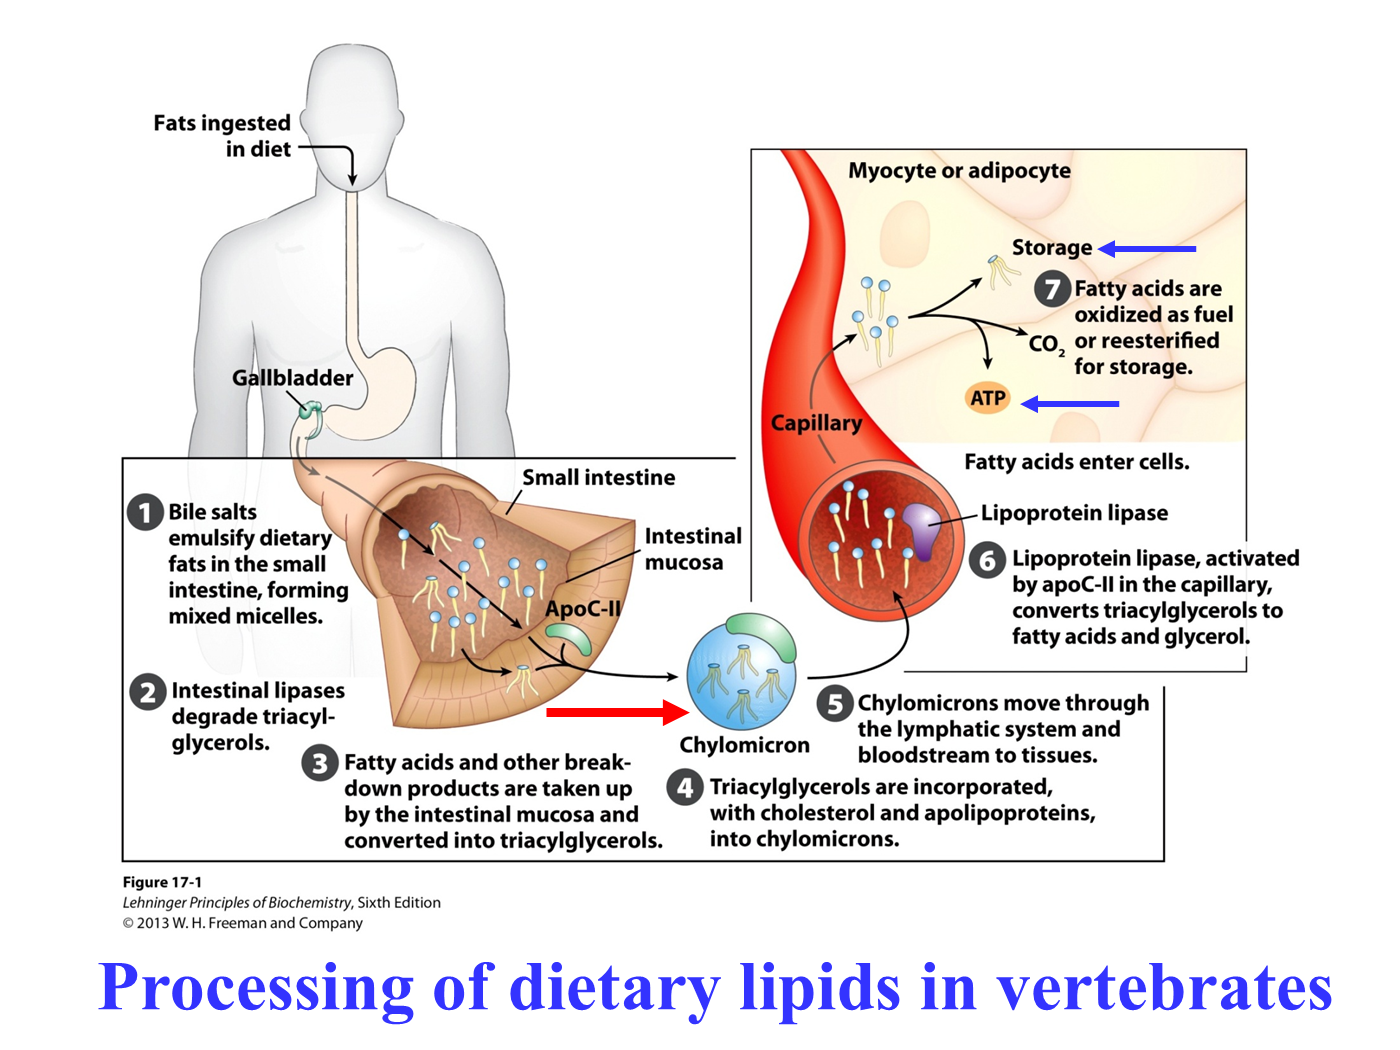 Fats ingested
in diet
Gallbladder
Small intestine
Intestinal
mucosa
ApoC-II
1 Bile salts
emulsify dietary
fats in the small
intestine, forming
mixed micelles.
2 Intestinal lipases
degrade triacyl-
glycerols.
3 Fatty acids and other break-
down products are taken up
by the intestinal mucosa and
converted into triacylglycerols.
Chylomicron
4 Triacylglycerols are incorporated,
with cholesterol and apolipoproteins,
into chylomicrons.
5 Chylomicrons move through
the lymphatic system and
bloodstream to tissues.
Myocyte or adipocyte
Storage
7 Fatty acids are
oxidized as fuel
or reesterified
for storage.
CO2
ATP
Capillary
Fatty acids enter cells.
Lipoprotein lipase
6 Lipoprotein lipase, activated
by apoC-II in the capillary,
converts triacylglycerols to
fatty acids and glycerol.
Figure 17-1
Lehninger Principles of Biochemistry, Sixth Edition
© 2013 W. H. Freeman and Company
Processing of dietary lipids in vertebrates